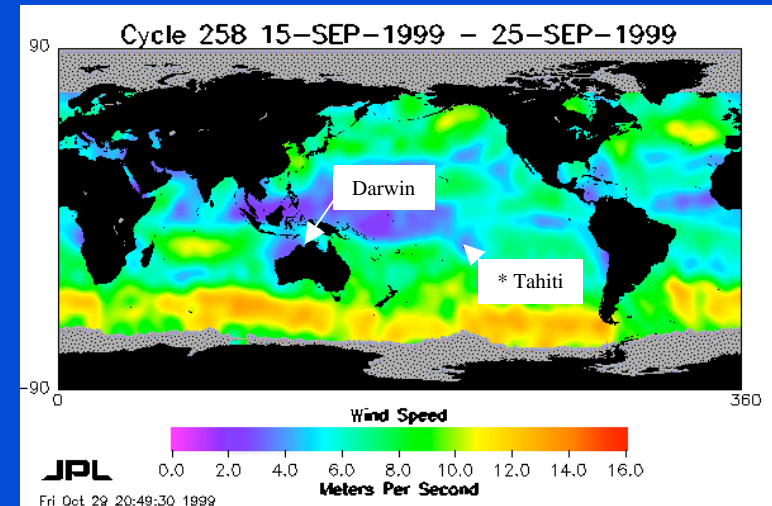 Cycle 258 15-SEP-1999 - 25-SEP-1999
90
Darwin
* Tahiti
-90
0
360
Wind Speed
0.0 2.0 4.0 6.0 8.0 10.0 12.0 14.0 16.0
Meters Per Second
JPL
Fri Oct 29 20:49:30 1999